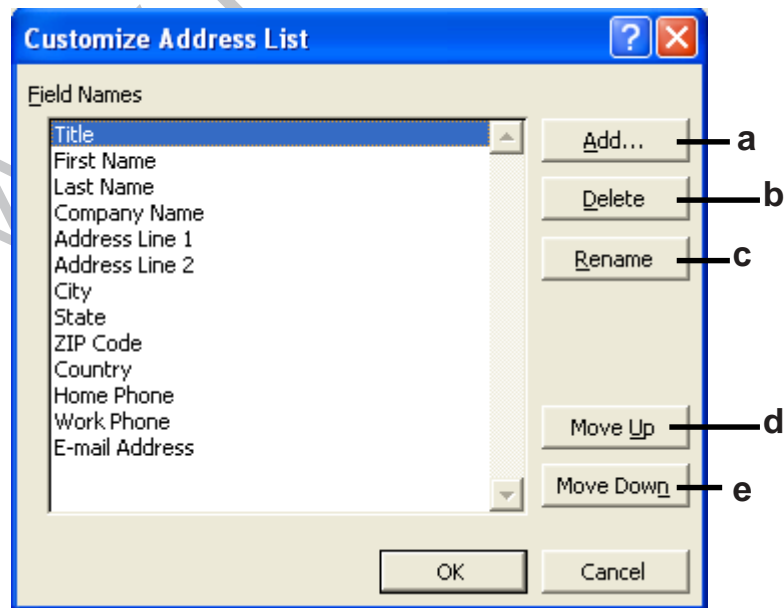 Customize Address List
Field Names
Title
First Name
Last Name
Company Name
Address Line 1
Address Line 2
City
State
ZIP Code
Country
Home Phone
Work Phone
E-mail Address
Add... a
Delete b
Rename c
Move Up d
Move Down e
OK Cancel